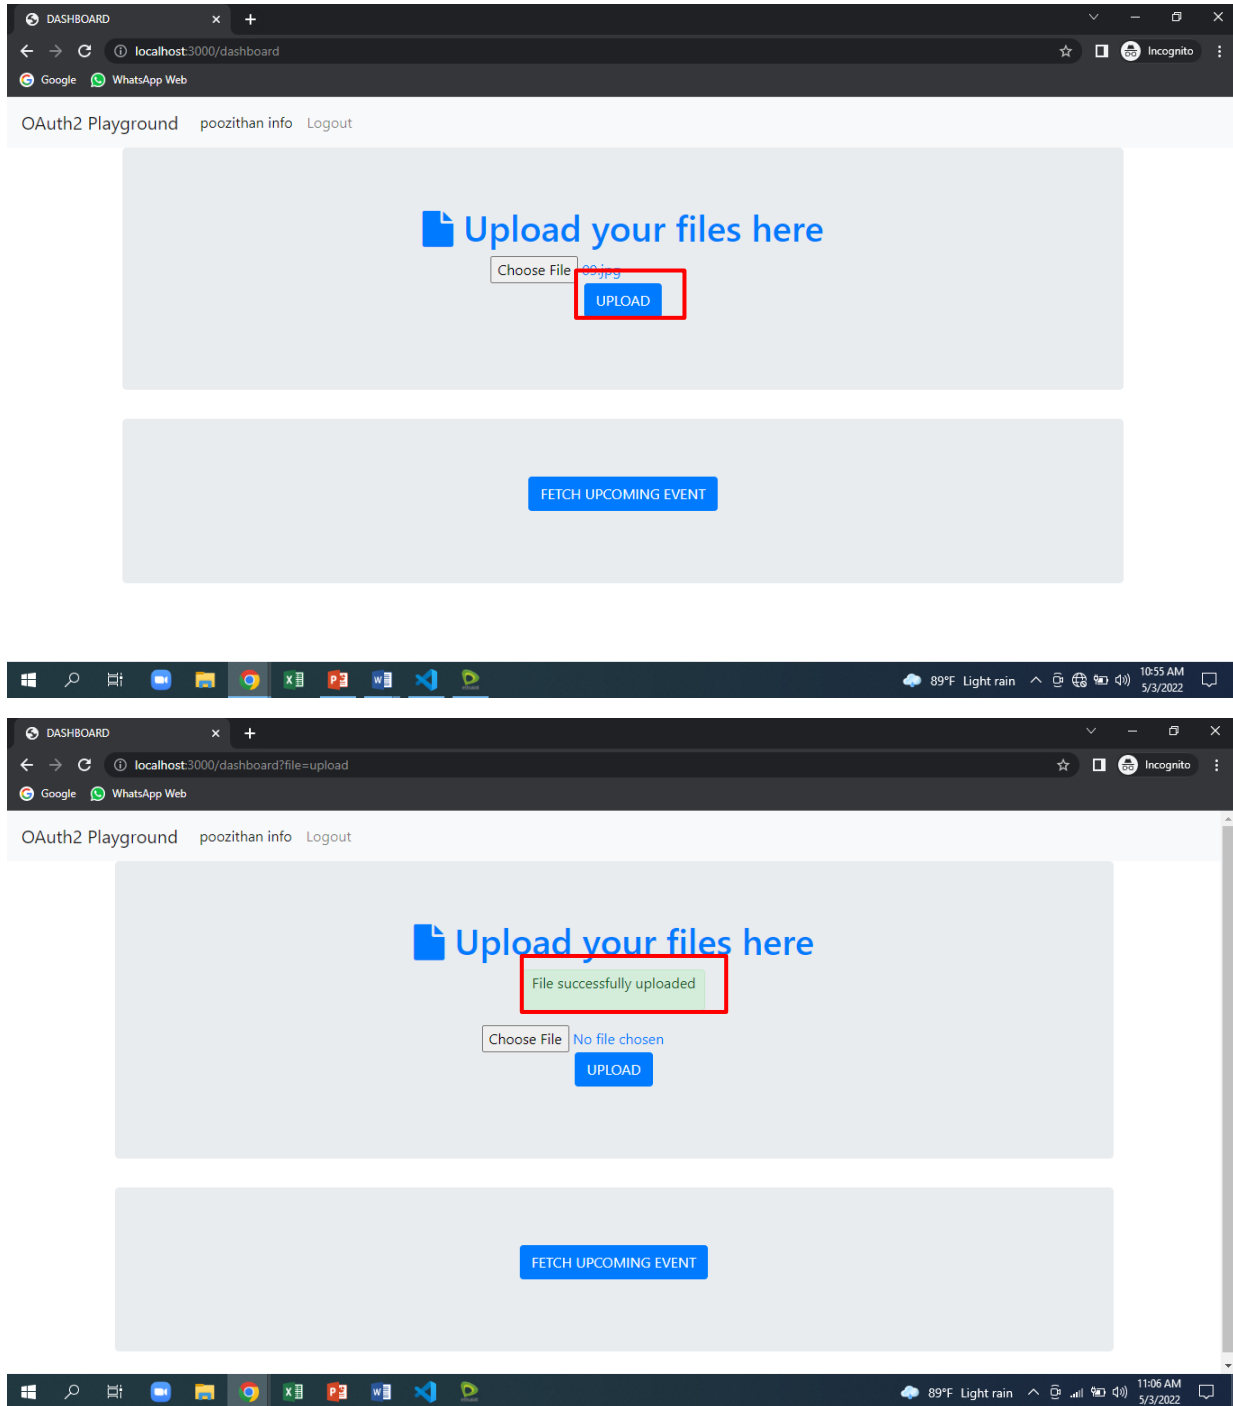 DASHBOARD
localhost:3000/dashboard
Incognito
Google WhatsApp Web
OAuth2 Playground poozithan info Logout
Upload your files here
Choose File 09.jpg
UPLOAD
FETCH UPCOMING EVENT
89°F Light rain
10:55 AM
5/3/2022
DASHBOARD
localhost:3000/dashboard?file=upload
Incognito
Google WhatsApp Web
OAuth2 Playground poozithan info Logout
Upload your files here
File successfully uploaded
Choose File No file chosen
UPLOAD
FETCH UPCOMING EVENT
89°F Light rain
11:06 AM
5/3/2022